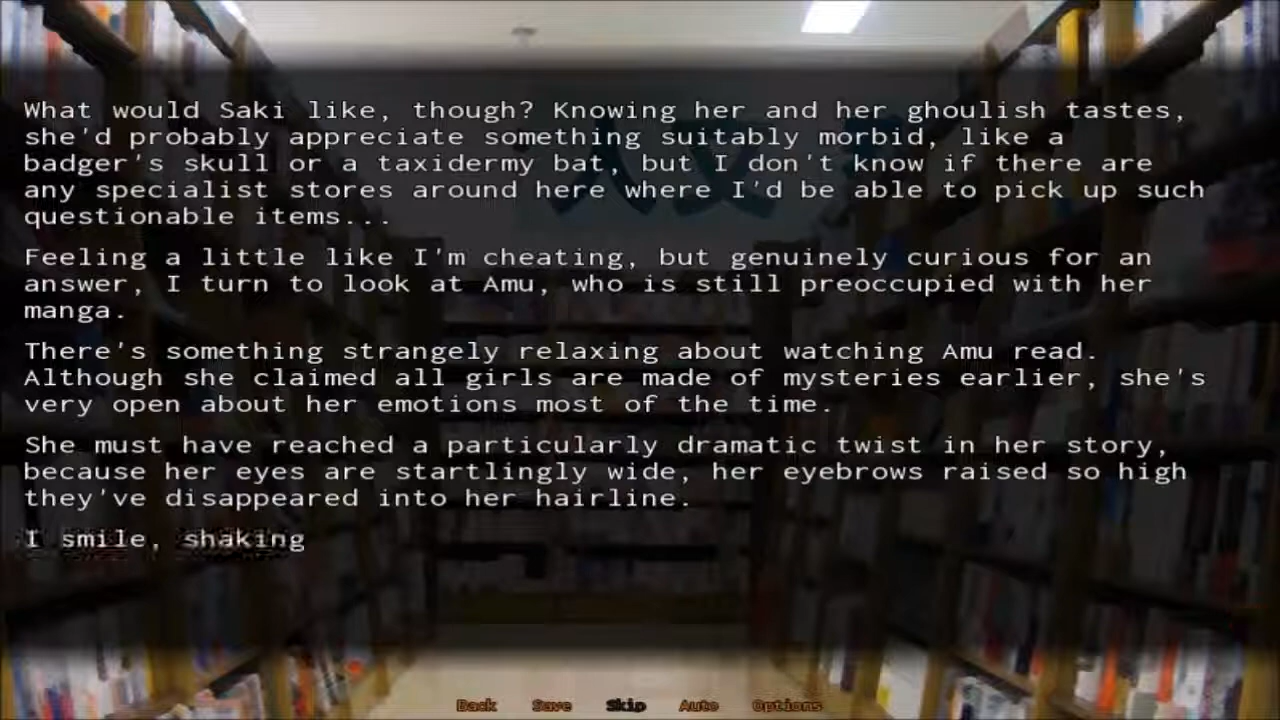 What would Saki like, though? Knowing her and her ghoulish tastes,
she'd probably appreciate something suitably morbid, like a
badger's skull or a taxidermy bat, but I don't know if there are
any specialist stores around here where I'd be able to pick up such
questionable items...
Feeling a little like I'm cheating, but genuinely curious for an
answer, I turn to look at Amu, who is still preoccupied with her
manga.
There's something strangely relaxing about watching Amu read.
Although she claimed all girls are made of mysteries earlier, she's
very open about her emotions most of the time.
She must have reached a particularly dramatic twist in her story,
because her eyes are startlingly wide, her eyebrows raised so high
they've disappeared into her hairline.
I smile, shaking
Back Save Skip Auto Options